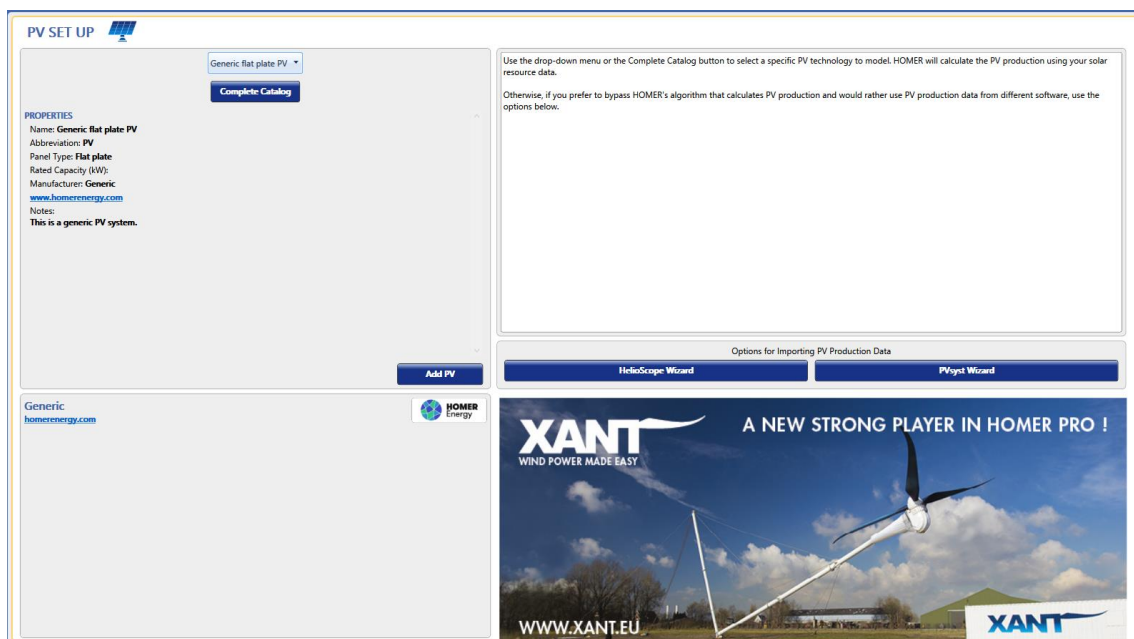 PV SET UP
Generic flat plate PV
Complete Catalog
PROPERTIES
Name: Generic flat plate PV
Abbreviation: PV
Panel Type: Flat plate
Rated Capacity (kW):
Manufacturer: Generic
www.homerenergy.com
Notes:
This is a generic PV system.
Add PV
Use the drop-down menu or the Complete Catalog button to select a specific PV technology to model. HOMER will calculate the PV production using your solar
resource data.
Otherwise, if you prefer to bypass HOMER's algorithm that calculates PV production and would rather use PV production data from different software, use the
options below.
Options for Importing PV Production Data
HelioScope Wizard
PVsyst Wizard
Generic
homerenergy.com
HOMER
Energy
XANT
WIND POWER MADE EASY
A NEW STRONG PLAYER IN HOMER PRO !
WWW.XANT.EU
XANT